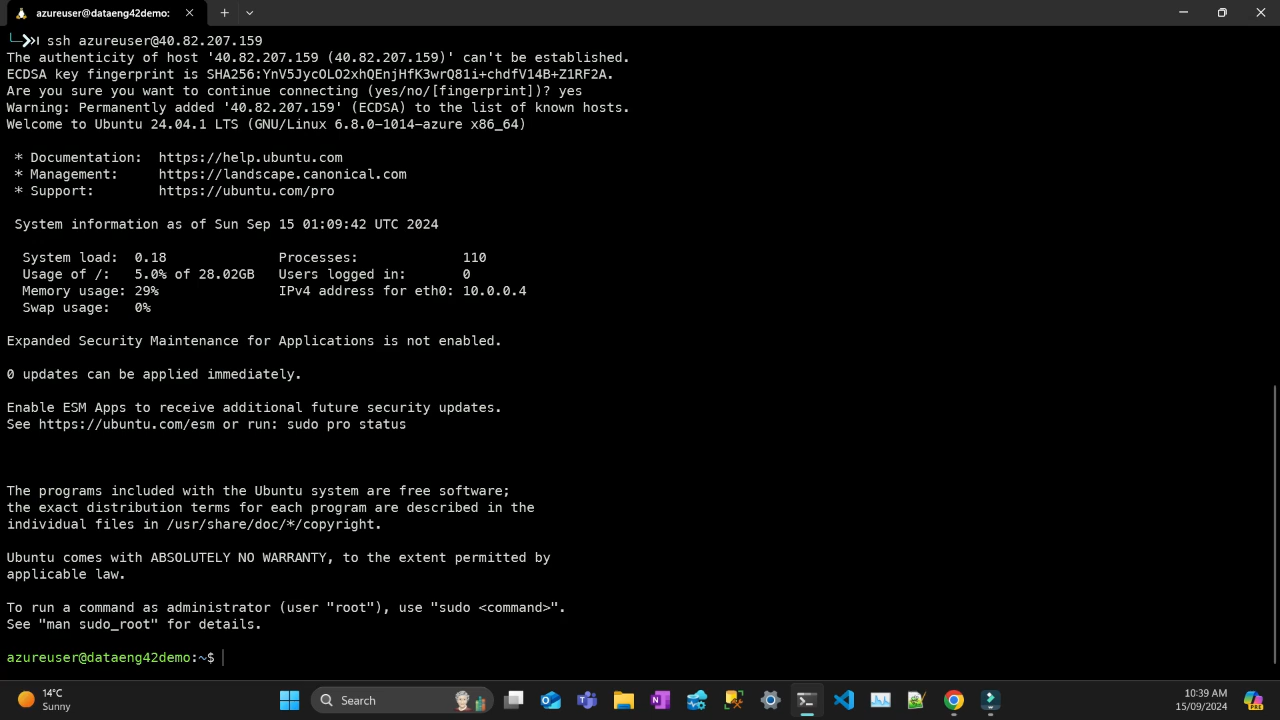 azureuser@dataeng42demo:
ssh azureuser@40.82.207.159
The authenticity of host '40.82.207.159 (40.82.207.159)' can't be established.
ECDSA key fingerprint is SHA256:YnV5JycOLO2xhQEnjHfK3wrQ81i+chdfV14B+Z1RF2A.
Are you sure you want to continue connecting (yes/no/[fingerprint])? yes
Warning: Permanently added '40.82.207.159' (ECDSA) to the list of known hosts.
Welcome to Ubuntu 24.04.1 LTS (GNU/Linux 6.8.0-1014-azure x86_64)
* Documentation: https://help.ubuntu.com
* Management: https://landscape.canonical.com
* Support: https://ubuntu.com/pro
System information as of Sun Sep 15 01:09:42 UTC 2024
System load: 0.18 Processes: 110
Usage of /: 5.0% of 28.02GB Users logged in: 0
Memory usage: 29% IPv4 address for eth0: 10.0.0.4
Swap usage: 0%
Expanded Security Maintenance for Applications is not enabled.
0 updates can be applied immediately.
Enable ESM Apps to receive additional future security updates.
See https://ubuntu.com/esm or run: sudo pro status
The programs included with the Ubuntu system are free software;
the exact distribution terms for each program are described in the
individual files in /usr/share/doc/*/copyright.
Ubuntu comes with ABSOLUTELY NO WARRANTY, to the extent permitted by
applicable law.
To run a command as administrator (user "root"), use "sudo <command>".
See "man sudo_root" for details.
azureuser@dataeng42demo:~$
14°C
Sunny
Search
10:39 AM
15/09/2024